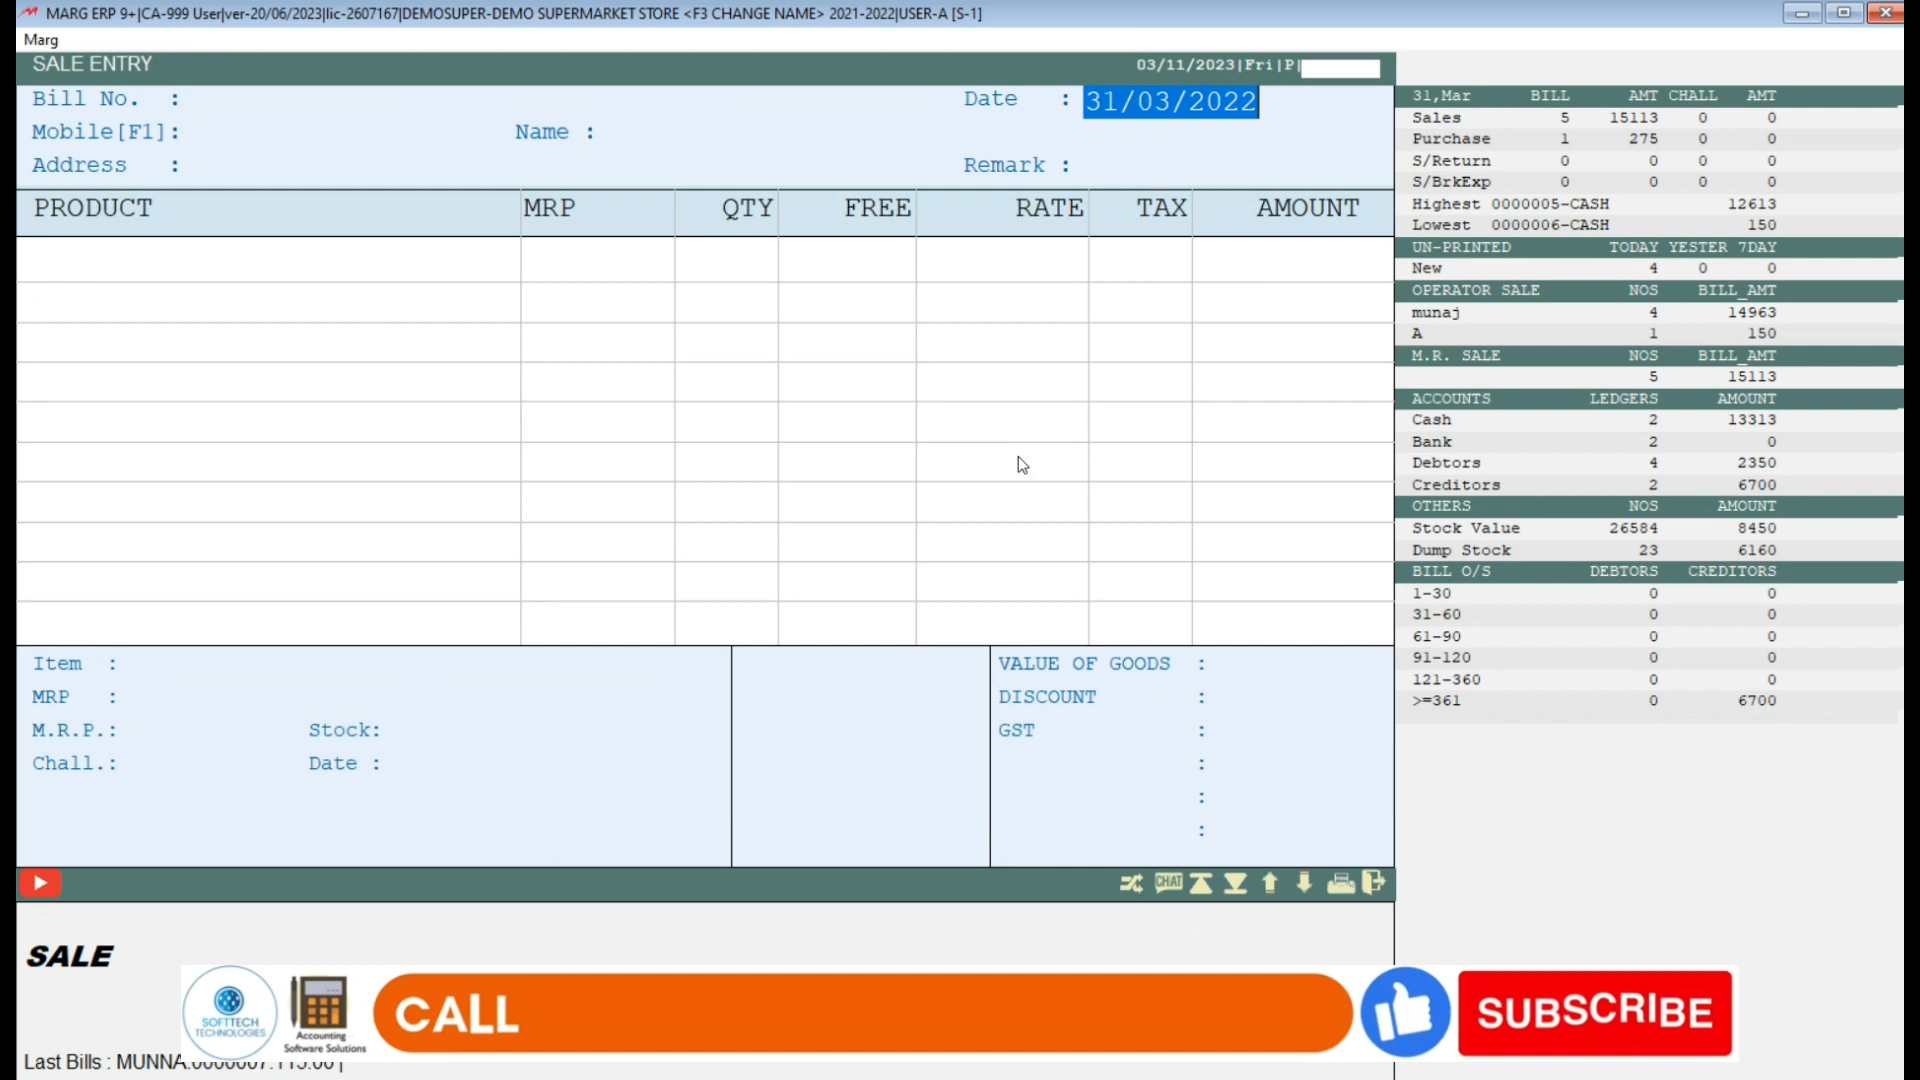 MARG ERP 9+|CA-999 User|ver-20/06/2023|lic-2607167|DEMOSUPER-DEMO SUPERMARKET STORE <F3 CHANGE NAME> 2021-2022|USER-A [S-1]
Marg
SALE ENTRY 03/11/2023|Fri|P|
Bill No. : Date : 31/03/2022
Mobile[F1]: Name :
Address : Remark :
PRODUCT MRP QTY FREE RATE TAX AMOUNT
Item : VALUE OF GOODS :
MRP : DISCOUNT :
M.R.P.: Stock: GST :
Chall.: Date : :
:
:
31,Mar BILL AMT CHALL AMT
Sales 5 15113 0 0
Purchase 1 275 0 0
S/Return 0 0 0 0
S/BrkExp 0 0 0 0
Highest 0000005-CASH 12613
Lowest 0000006-CASH 150
UN-PRINTED TODAY YESTER 7DAY
New 4 0 0
OPERATOR SALE NOS BILL_AMT
munaj 4 14963
A 1 150
M.R. SALE NOS BILL_AMT
5 15113
ACCOUNTS LEDGERS AMOUNT
Cash 2 13313
Bank 2 0
Debtors 4 2350
Creditors 2 6700
OTHERS NOS AMOUNT
Stock Value 26584 8450
Dump Stock 23 6160
BILL O/S DEBTORS CREDITORS
1-30 0 0
31-60 0 0
61-90 0 0
91-120 0 0
121-360 0 0
>=361 0 6700
CHAT
SALE
SOFTTECH
TECHNOLOGIES
Accounting
Software Solutions
CALL
SUBSCRIBE
Last Bills : MUNNA